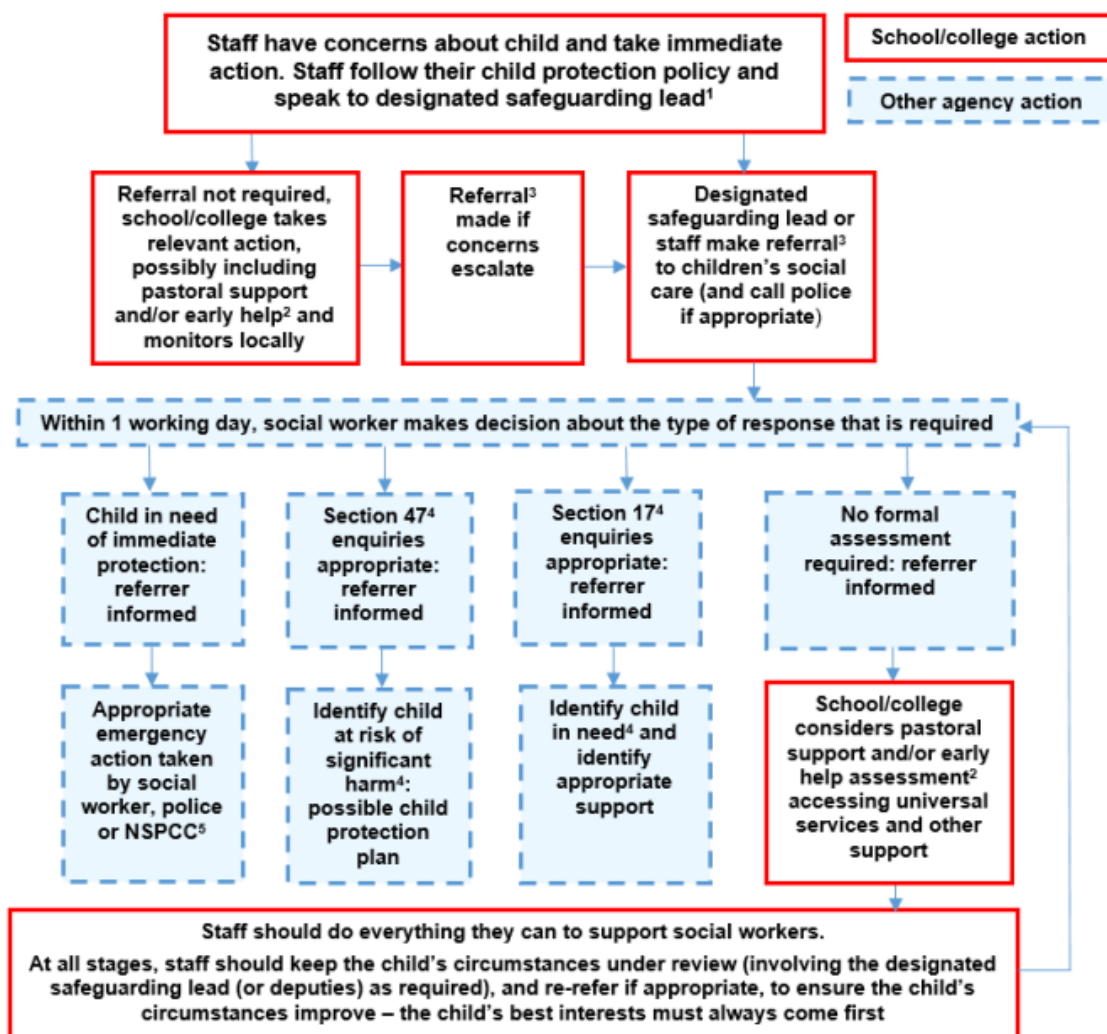 Staff have concerns about child and take immediate
action. Staff follow their child protection policy and
speak to designated safeguarding lead¹
School/college action
Other agency action
Referral not required,
school/college takes
relevant action,
possibly including
pastoral support
and/or early help² and
monitors locally
Referral³
made if
concerns
escalate
Designated
safeguarding lead or
staff make referral³
to children’s social
care (and call police
if appropriate)
Within 1 working day, social worker makes decision about the type of response that is required
Child in need
of immediate
protection:
referrer
informed
Section 47⁴
enquiries
appropriate:
referrer
informed
Section 17⁴
enquiries
appropriate:
referrer
informed
No formal
assessment
required: referrer
informed
Appropriate
emergency
action taken
by social
worker, police
or NSPCC⁵
Identify child
at risk of
significant
harm⁴:
possible child
protection
plan
Identify child
in need⁴ and
identify
appropriate
support
School/college
considers pastoral
support and/or early
help assessment²
accessing universal
services and other
support
Staff should do everything they can to support social workers.
At all stages, staff should keep the child’s circumstances under review (involving the designated
safeguarding lead (or deputies) as required), and re-refer if appropriate, to ensure the child’s
circumstances improve – the child’s best interests must always come first